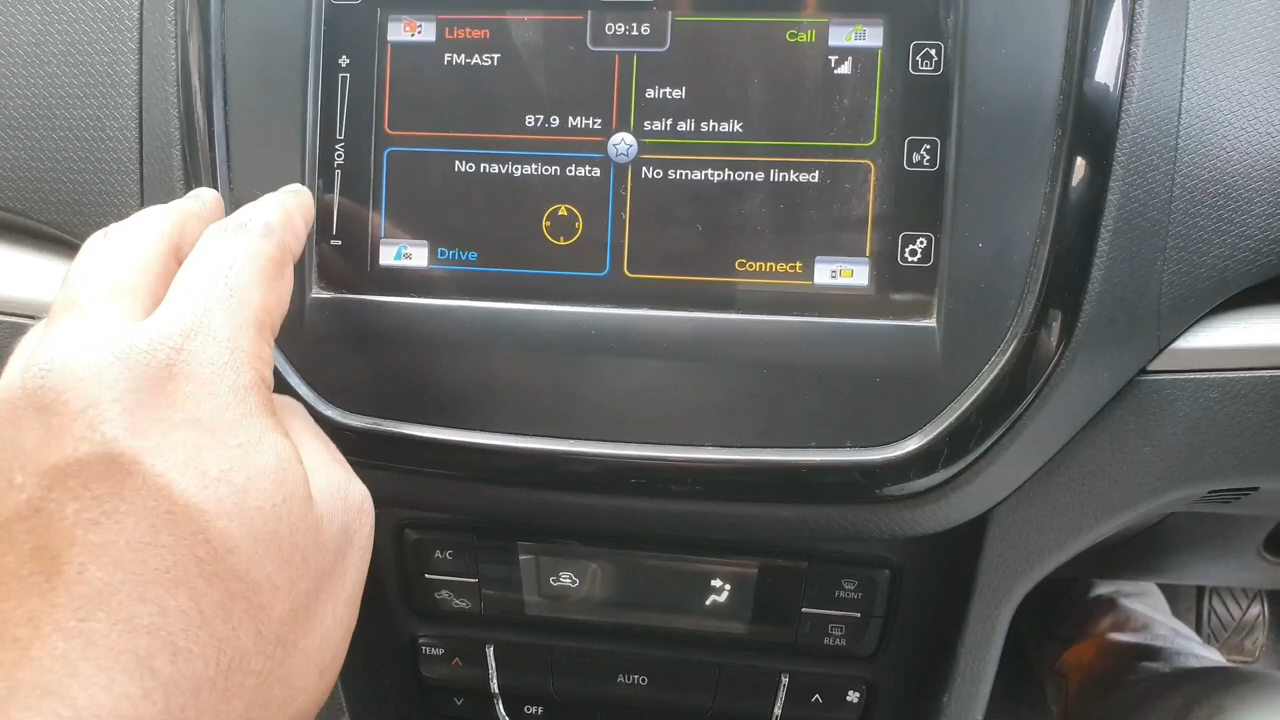 Listen
09:16
Call
FM-AST
T
airtel
87.9 MHz
saif ali shaik
VOL
No navigation data
No smartphone linked
Drive
Connect
A/C
FRONT
REAR
TEMP
AUTO
OFF